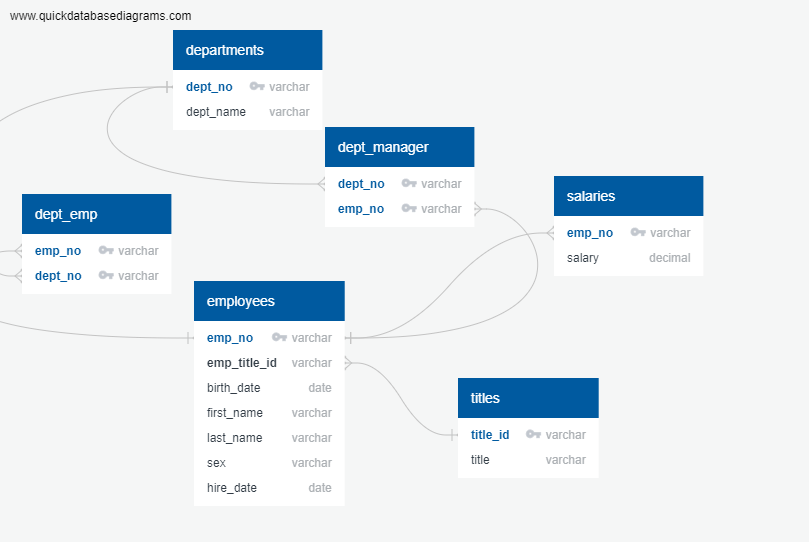 www.quickdatabasediagrams.com
departments
dept_no varchar
dept_name varchar
dept_manager
dept_no varchar
emp_no varchar
salaries
emp_no varchar
salary decimal
dept_emp
emp_no varchar
dept_no varchar
employees
emp_no varchar
emp_title_id varchar
birth_date date
first_name varchar
last_name varchar
sex varchar
hire_date date
titles
title_id varchar
title varchar